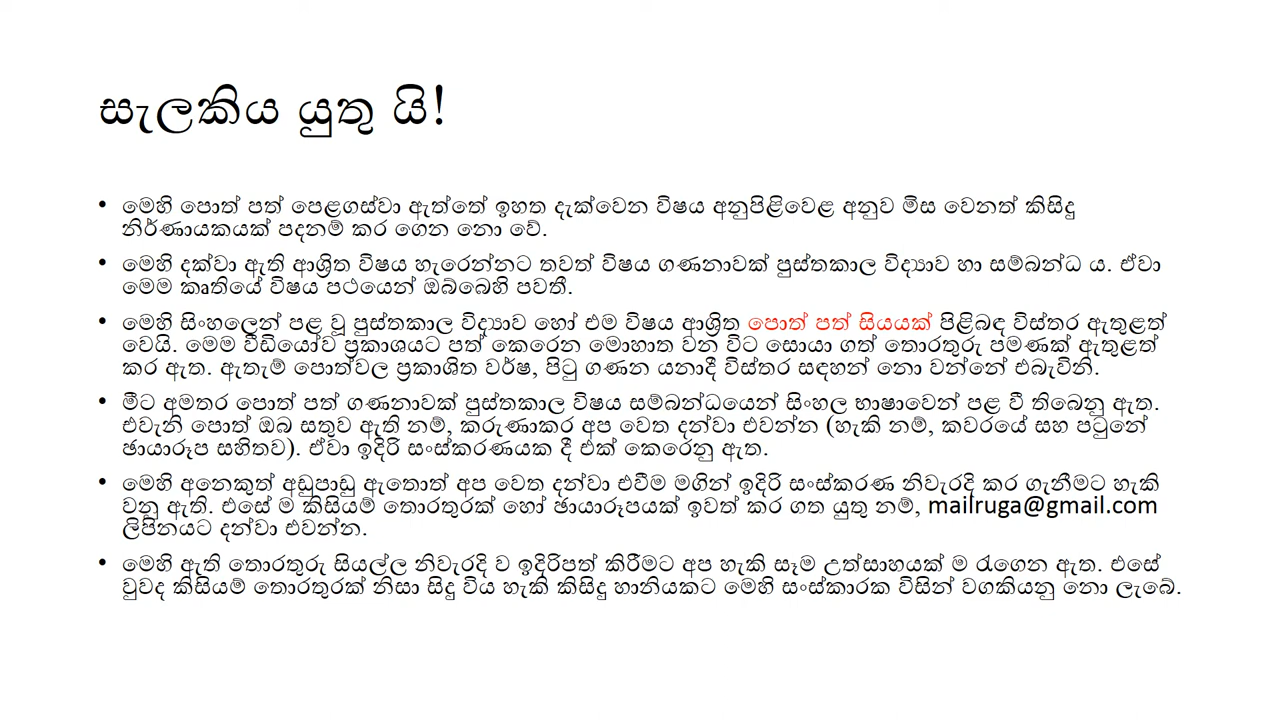 සැලකිය යුතු යි!
• මෙහි පොත් පත් පෙළගස්වා ඇත්තේ ඉහත දැක්වෙන විෂය අනුපිළිවෙළ අනුව මිස වෙනත් කිසිදු
නිර්ණායකයක් පදනම් කර ගෙන නො වේ.
• මෙහි දක්වා ඇති ආශ්‍රිත විෂය හැරෙන්නට තවත් විෂය ගණනාවක් පුස්තකාල විද්‍යාව හා සම්බන්ධ ය. ඒවා
මෙම කෘතියේ විෂය පථයෙන් ඔබ්බෙහි පවතී.
• මෙහි සිංහලෙන් පළ වූ පුස්තකාල විද්‍යාව හෝ එම විෂය ආශ්‍රිත පොත් පත් සියයක් පිළිබඳ විස්තර ඇතුළත්
වෙයි. මෙම වීඩියෝව ප්‍රකාශයට පත් කෙරෙන මොහාත වන විට සොයා ගත් තොරතුරු පමණක් ඇතුළත්
කර ඇත. ඇතැම් පොත්වල ප්‍රකාශිත වර්ෂ, පිටු ගණන යනාදී විස්තර සඳහන් නො වන්නේ එබැවිනි.
• මීට අමතර පොත් පත් ගණනාවක් පුස්තකාල විෂය සම්බන්ධයෙන් සිංහල භාෂාවෙන් පළ වී තිබෙනු ඇත.
එවැනි පොත් ඔබ සතුව ඇති නම්, කරුණාකර අප වෙත දන්වා එවන්න (හැකි නම්, කවරයේ සහ පටුනේ
ඡායාරූප සහිතව). ඒවා ඉදිරි සංස්කරණයක දී එක් කෙරෙනු ඇත.
• මෙහි අනෙකුත් අඩුපාඩු ඇතොත් අප වෙත දන්වා එවීම මගින් ඉදිරි සංස්කරණ නිවැරදි කර ගැනීමට හැකි
වනු ඇති. එසේ ම කිසියම් තොරතුරක් හෝ ඡායාරූපයක් ඉවත් කර ගත යුතු නම්, mailruga@gmail.com
ලිපිනයට දන්වා එවන්න.
• මෙහි ඇති තොරතුරු සියල්ල නිවැරදි ව ඉදිරිපත් කිරීමට අප හැකි සෑම උත්සාහයක් ම රැගෙන ඇත. එසේ
වුවද කිසියම් තොරතුරක් නිසා සිදු විය හැකි කිසිදු හානියකට මෙහි සංස්කාරක විසින් වගකියනු නො ලැබේ.